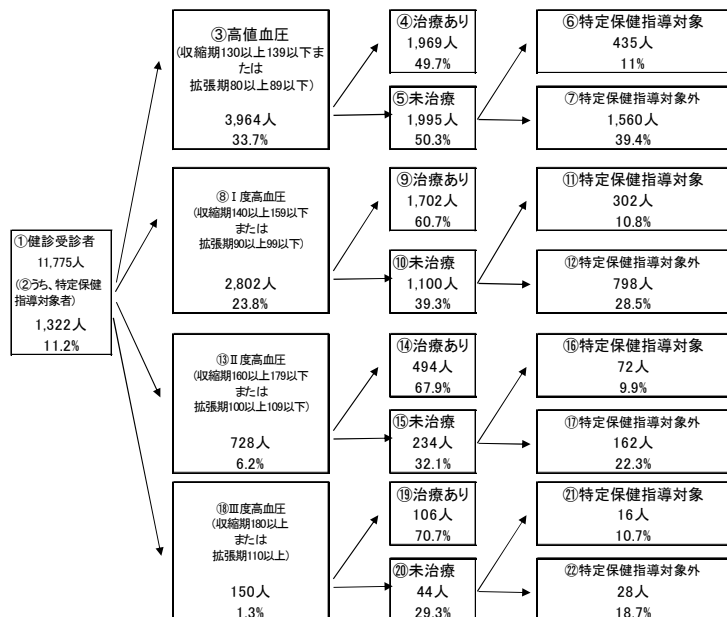 ①健診受診者
11,775人
(②うち、特定保健
指導対象者)
1,322人
11.2%
③高値血圧
(収縮期130以上139以下ま
たは
拡張期80以上89以下)
3,964人
33.7%
④治療あり
1,969人
49.7%
⑤未治療
1,995人
50.3%
⑥特定保健指導対象
435人
11%
⑦特定保健指導対象外
1,560人
39.4%
⑧Ⅰ度高血圧
(収縮期140以上159以下
または
拡張期90以上99以下)
2,802人
23.8%
⑨治療あり
1,702人
60.7%
⑩未治療
1,100人
39.3%
⑪特定保健指導対象
302人
10.8%
⑫特定保健指導対象外
798人
28.5%
⑬Ⅱ度高血圧
(収縮期160以上179以下
または
拡張期100以上109以下)
728人
6.2%
⑭治療あり
494人
67.9%
⑮未治療
234人
32.1%
⑯特定保健指導対象
72人
9.9%
⑰特定保健指導対象外
162人
22.3%
⑱Ⅲ度高血圧
(収縮期180以上
または
拡張期110以上)
150人
1.3%
⑲治療あり
106人
70.7%
⑳未治療
44人
29.3%
㉑特定保健指導対象
16人
10.7%
㉒特定保健指導対象外
28人
18.7%